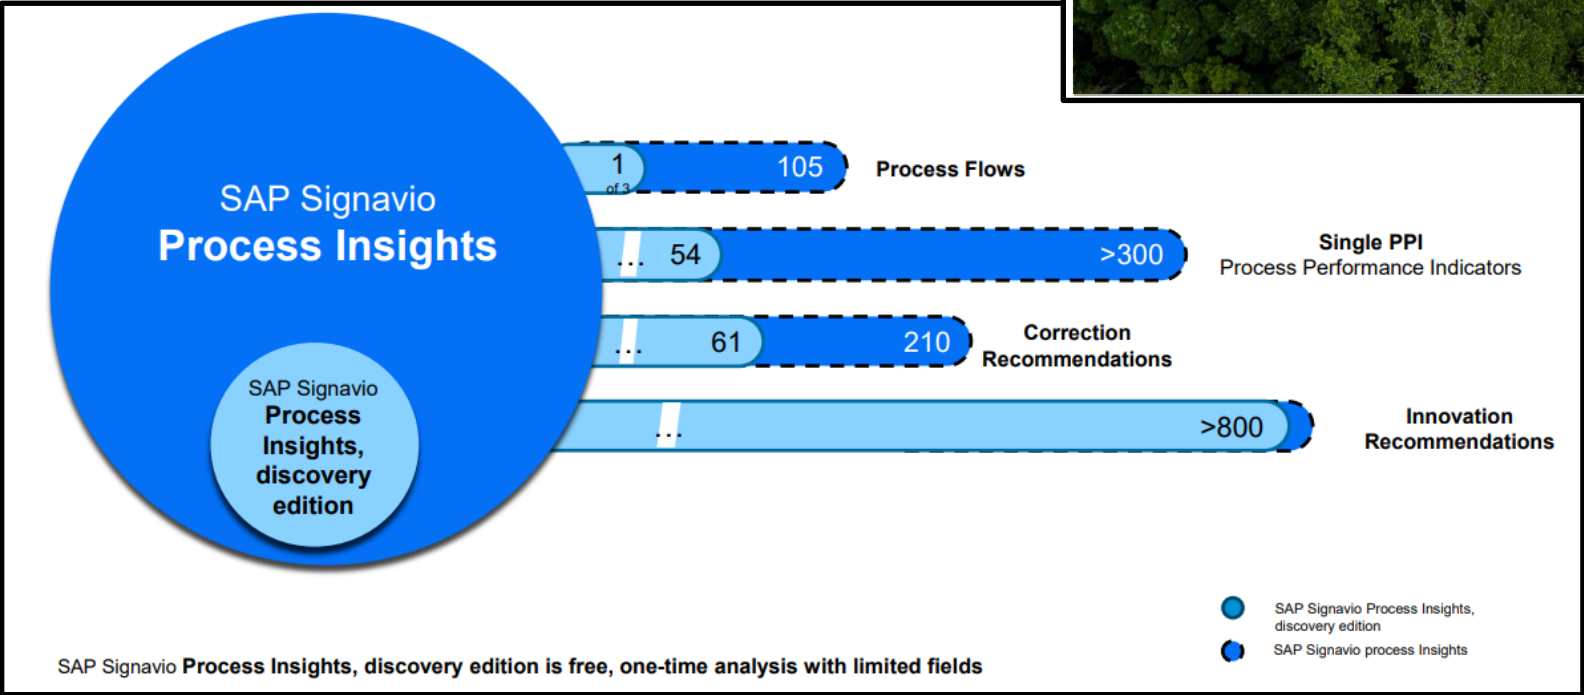 SAP Signavio
Process Insights
SAP Signavio
Process
Insights,
discovery
edition
1
of 3
105
Process Flows
... 54
>300
Single PPI
Process Performance Indicators
... 61
210
Correction
Recommendations
...
>800
Innovation
Recommendations
SAP Signavio Process Insights,
discovery edition
SAP Signavio process Insights
SAP Signavio Process Insights, discovery edition is free, one-time analysis with limited fields